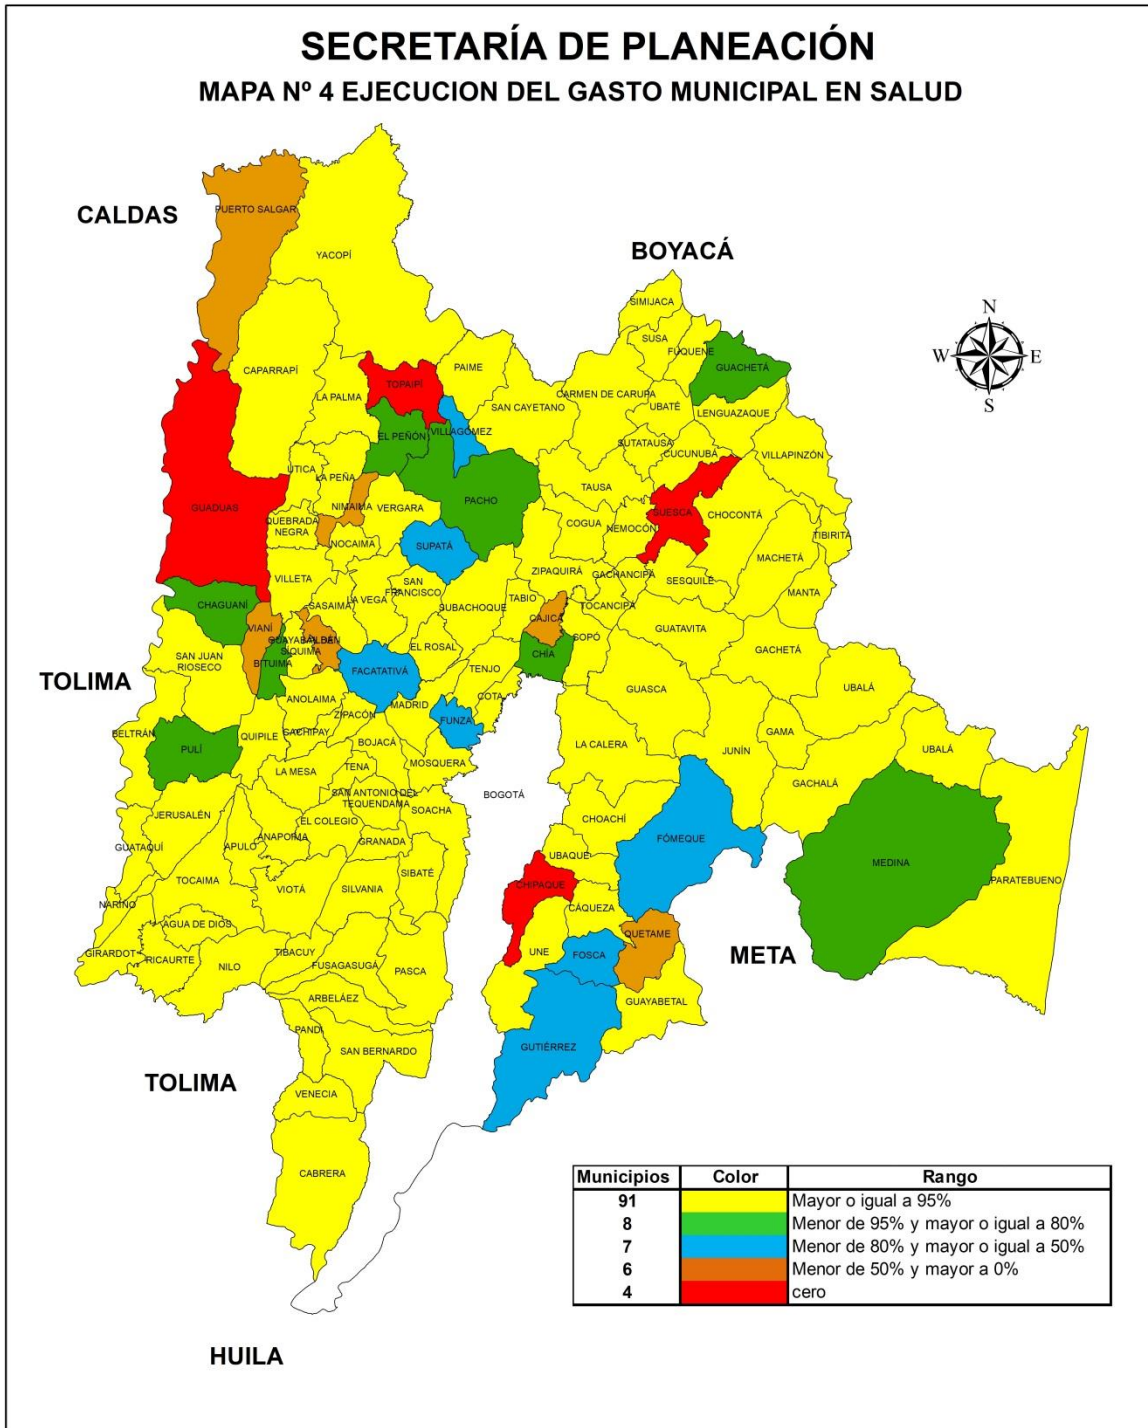 SECRETARÍA DE PLANEACIÓN
MAPA Nº 4 EJECUCION DEL GASTO MUNICIPAL EN SALUD
CALDAS
PUERTO SALGAR
YACOPÍ
BOYACÁ
SIMIJACA
SUSA
FÚQUENE
GUACHETÁ
N
W E
S
CAPARRAPÍ
TOPAIPÍ
PAIME
LA PALMA
SAN CAYETANO
CARMEN DE CARUPA
UBATÉ
LENGUAZAQUE
EL PEÑÓN
VILLAGÓMEZ
SUTATAUSA
CUCUNUBÁ
VILLAPINZÓN
ÚTICA
LA PEÑA
TAUSA
PACHO
GUADUAS
NIMAIMA
VERGARA
SUESCA
CHOCONTÁ
QUEBRADA
NEGRA
COGUA
NEMOCÓN
TIBIRITA
NOCAIMA
SUPATÁ
MACHETÁ
VILLETA
ZIPAQUIRÁ
GACHANCIPA
SESQUILE
SAN
FRANCISCO
MANTA
CHAGUANÍ
SASAIMA
LA VEGA
SUBACHOQUE
TABIO
TOCANCIPA
CAJICÁ
VIANÍ
GUAYABAL DE
SÍQUIMA
ALBÁN
SOPÓ
GUATAVITA
EL ROSAL
GACHETÁ
SAN JUAN
RIOSECO
BITUIMA
CHÍA
TOLIMA
FACATATIVÁ
TENJO
GUASCA
UBALÁ
ANOLAIMA
MADRID
COTA
ZIPACÓN
FUNZA
BELTRÁN
QUIPILE
GACHIPAY
GAMA
PULÍ
BOJACÁ
LA CALERA
JUNÍN
UBALÁ
LA MESA
TENA
MOSQUERA
GACHALÁ
BOGOTÁ
SAN ANTONIO DEL
TEQUENDAMA
SOACHA
JERUSALÉN
CHOACHÍ
EL COLEGIO
ANAPOIMA
FÓMEQUE
GUATAQUÍ
APULO
GRANADA
UBAQUE
MEDINA
SIBATÉ
TOCAIMA
PARATEBUENO
CHIPAQUE
VIOTÁ
SILVANIA
NARIÑO
CÁQUEZA
AGUA DE DIOS
QUETAME
GIRARDOT
TIBACUY
UNE
META
RICAURTE
FOSCA
NILO
FUSAGASUGÁ
PASCA
ARBELÁEZ
GUAYABETAL
PANDI
GUTIÉRREZ
SAN BERNARDO
TOLIMA
VENECIA
CABRERA
Municipios Color Rango
91 Mayor o igual a 95%
8 Menor de 95% y mayor o igual a 80%
7 Menor de 80% y mayor o igual a 50%
6 Menor de 50% y mayor a 0%
4 cero
HUILA